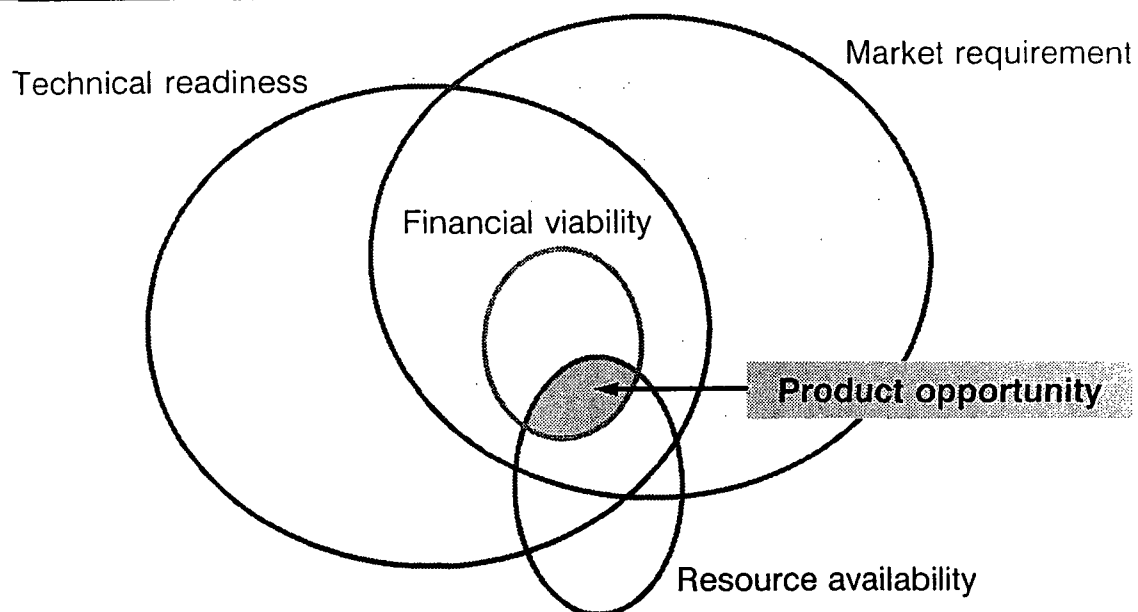 Market requirement
Technical readiness
Financial viability
Product opportunity
Resource availability